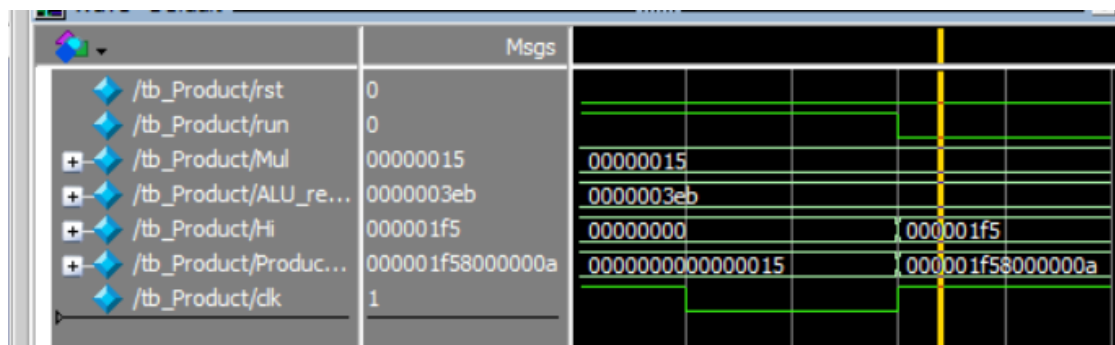 Msgs
/tb_Product/rst 0
/tb_Product/run 0
/tb_Product/Mul 00000015 00000015
/tb_Product/ALU_re... 0000003eb 0000003eb
/tb_Product/Hi 000001f5 00000000 000001f5
/tb_Product/Produc... 000001f58000000a 0000000000000015 000001f58000000a
/tb_Product/clk 1